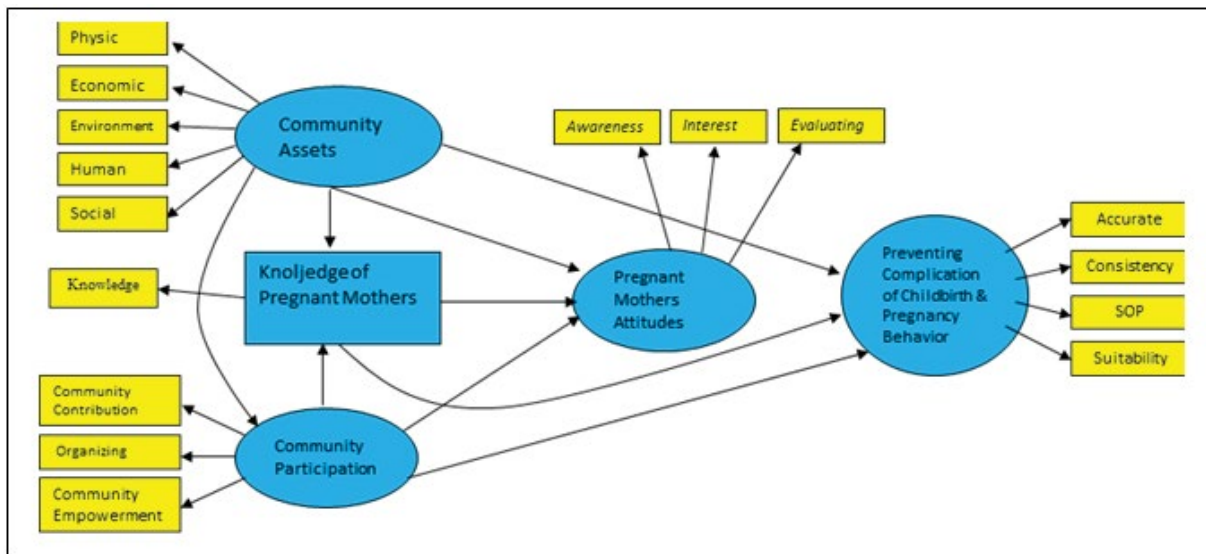 Physic
Economic
Environment
Human
Social
Community
Assets
Awareness
Interest
Evaluating
Knowledge
Knoljedge of
Pregnant Mothers
Pregnant
Mothers
Attitudes
Preventing
Complication
of Childbirth &
Pregnancy
Behavior
Accurate
Consistency
SOP
Suitability
Community
Contribution
Organizing
Community
Empowerment
Community
Participation